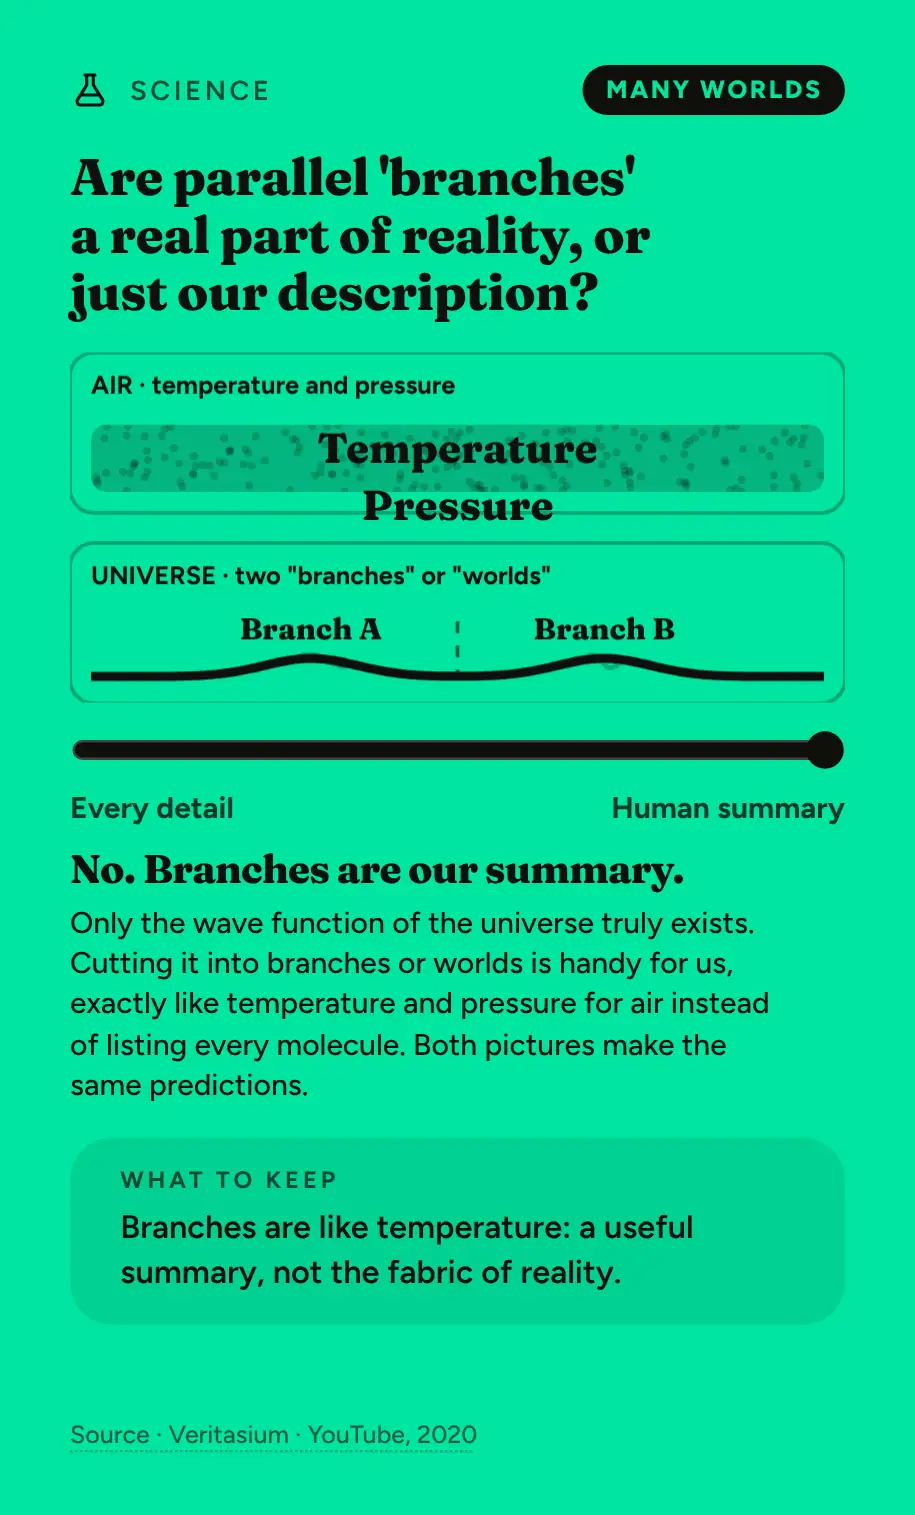 SCIENCE
MANY WORLDS
Are parallel 'branches'
a real part of reality, or
just our description?
AIR · temperature and pressure
Temperature
Pressure
UNIVERSE · two "branches" or "worlds"
Branch A
Branch B
Every detail
Human summary
No. Branches are our summary.
Only the wave function of the universe truly exists.
Cutting it into branches or worlds is handy for us,
exactly like temperature and pressure for air instead
of listing every molecule. Both pictures make the
same predictions.
WHAT TO KEEP
Branches are like temperature: a useful
summary, not the fabric of reality.
Source · Veritasium · YouTube, 2020